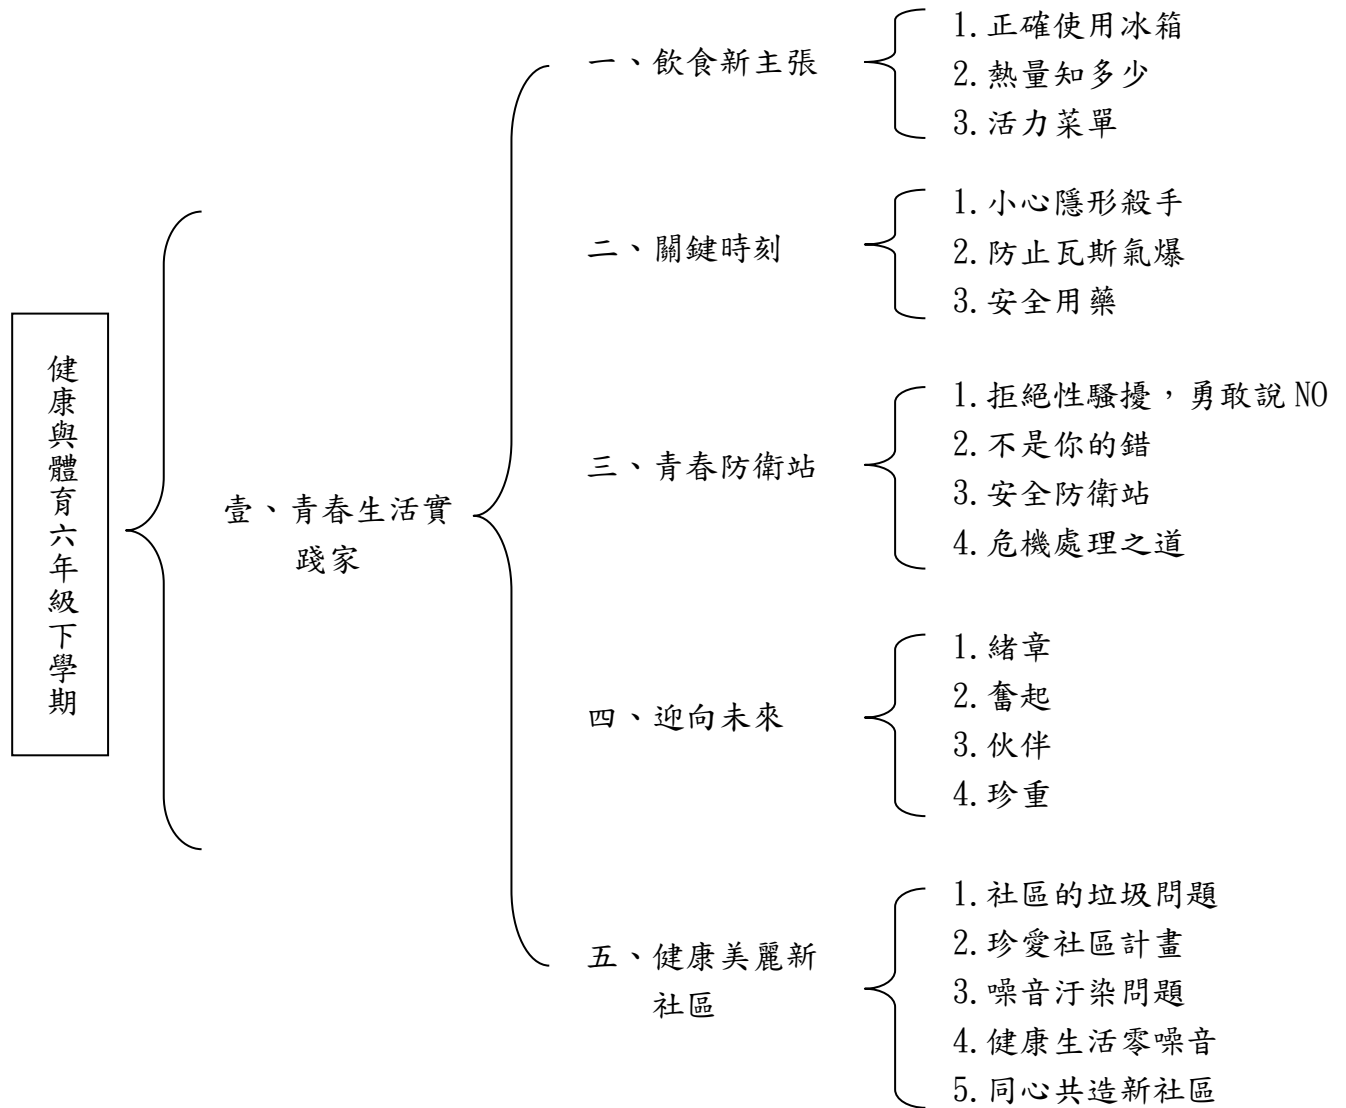 健康與體育六年級下學期
壹、青春生活實
踐家
一、飲食新主張
1.正確使用冰箱
2.熱量知多少
3.活力菜單
二、關鍵時刻
1.小心隱形殺手
2.防止瓦斯氣爆
3.安全用藥
三、青春防衛站
1.拒絕性騷擾，勇敢說 NO
2.不是你的錯
3.安全防衛站
4.危機處理之道
四、迎向未來
1.緒章
2.奮起
3.伙伴
4.珍重
五、健康美麗新
社區
1.社區的垃圾問題
2.珍愛社區計畫
3.噪音汙染問題
4.健康生活零噪音
5.同心共造新社區